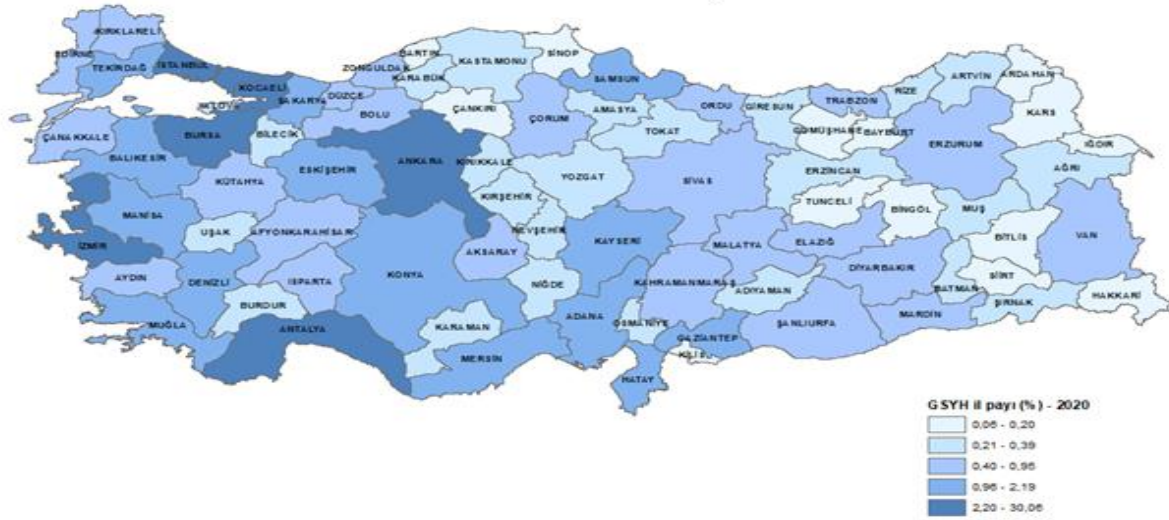 KIRKLARELİ
EDİRNE
TEKİRDAĞ
İSTANBUL
KOCAELİ
YALOVA
SAKARYA
DÜZCE
ZONGULDAK
BARTIN
KARABÜK
KASTAMONU
SİNOP
SAMSUN
ORDU
GİRESUN
TRABZON
RİZE
ARTVİN
ARDAHAN
KARS
IĞDIR
ÇANAKKALE
BALIKESİR
BURSA
BİLECİK
BOLU
ÇANKIRI
ÇORUM
AMASYA
TOKAT
GÜMÜŞHANE
BAYBURT
ERZURUM
AĞRI
KÜTAHYA
ESKİŞEHİR
ANKARA
KIRIKKALE
KIRŞEHİR
YOZGAT
SİVAS
ERZİNCAN
TUNCELİ
BİNGÖL
MUŞ
BİTLİS
VAN
MANİSA
İZMİR
UŞAK
AFYONKARAHİSAR
AKSARAY
NEVŞEHİR
KAYSERİ
MALATYA
ELAZIĞ
DİYARBAKIR
BATMAN
SİİRT
ŞIRNAK
HAKKARİ
AYDIN
DENİZLİ
ISPARTA
KONYA
NİĞDE
KAHRAMANMARAŞ
ADIYAMAN
MUĞLA
BURDUR
ANTALYA
KARAMAN
MERSİN
ADANA
OSMANİYE
GAZİANTEP
KİLİS
ŞANLIURFA
MARDİN
HATAY
GSYH il payı (%) - 2020
0,06 - 0,20
0,21 - 0,39
0,40 - 0,95
0,96 - 2,19
2,20 - 30,06